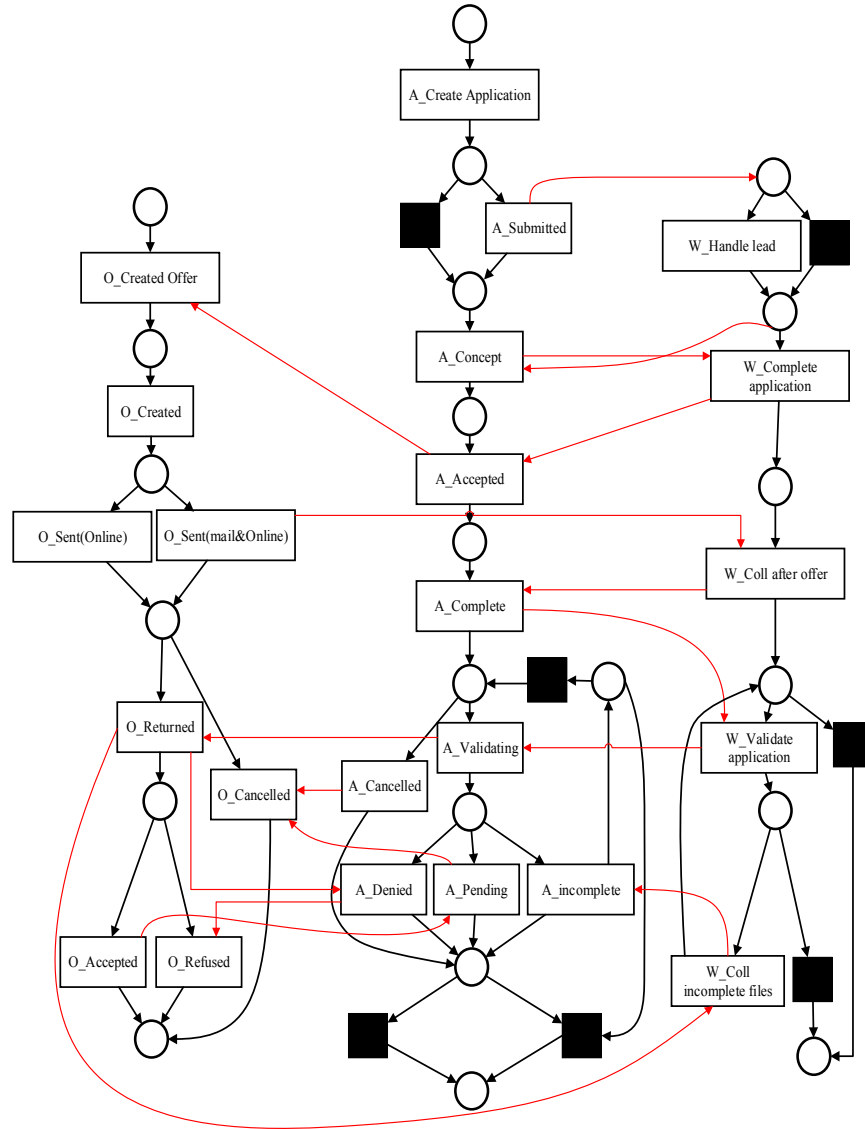 A_Create Application
A_Submitted
W_Handle lead
O_Created Offer
A_Concept
W_Complete
application
O_Created
A_Accepted
O_Sent(Online)
O_Sent(mail&Online)
W_Coll after offer
A_Complete
O_Returned
A_Validating
W_Validate
application
O_Cancelled
A_Cancelled
A_Denied
A_Pending
A_incomplete
O_Accepted
O_Refused
W_Coll
incomplete files